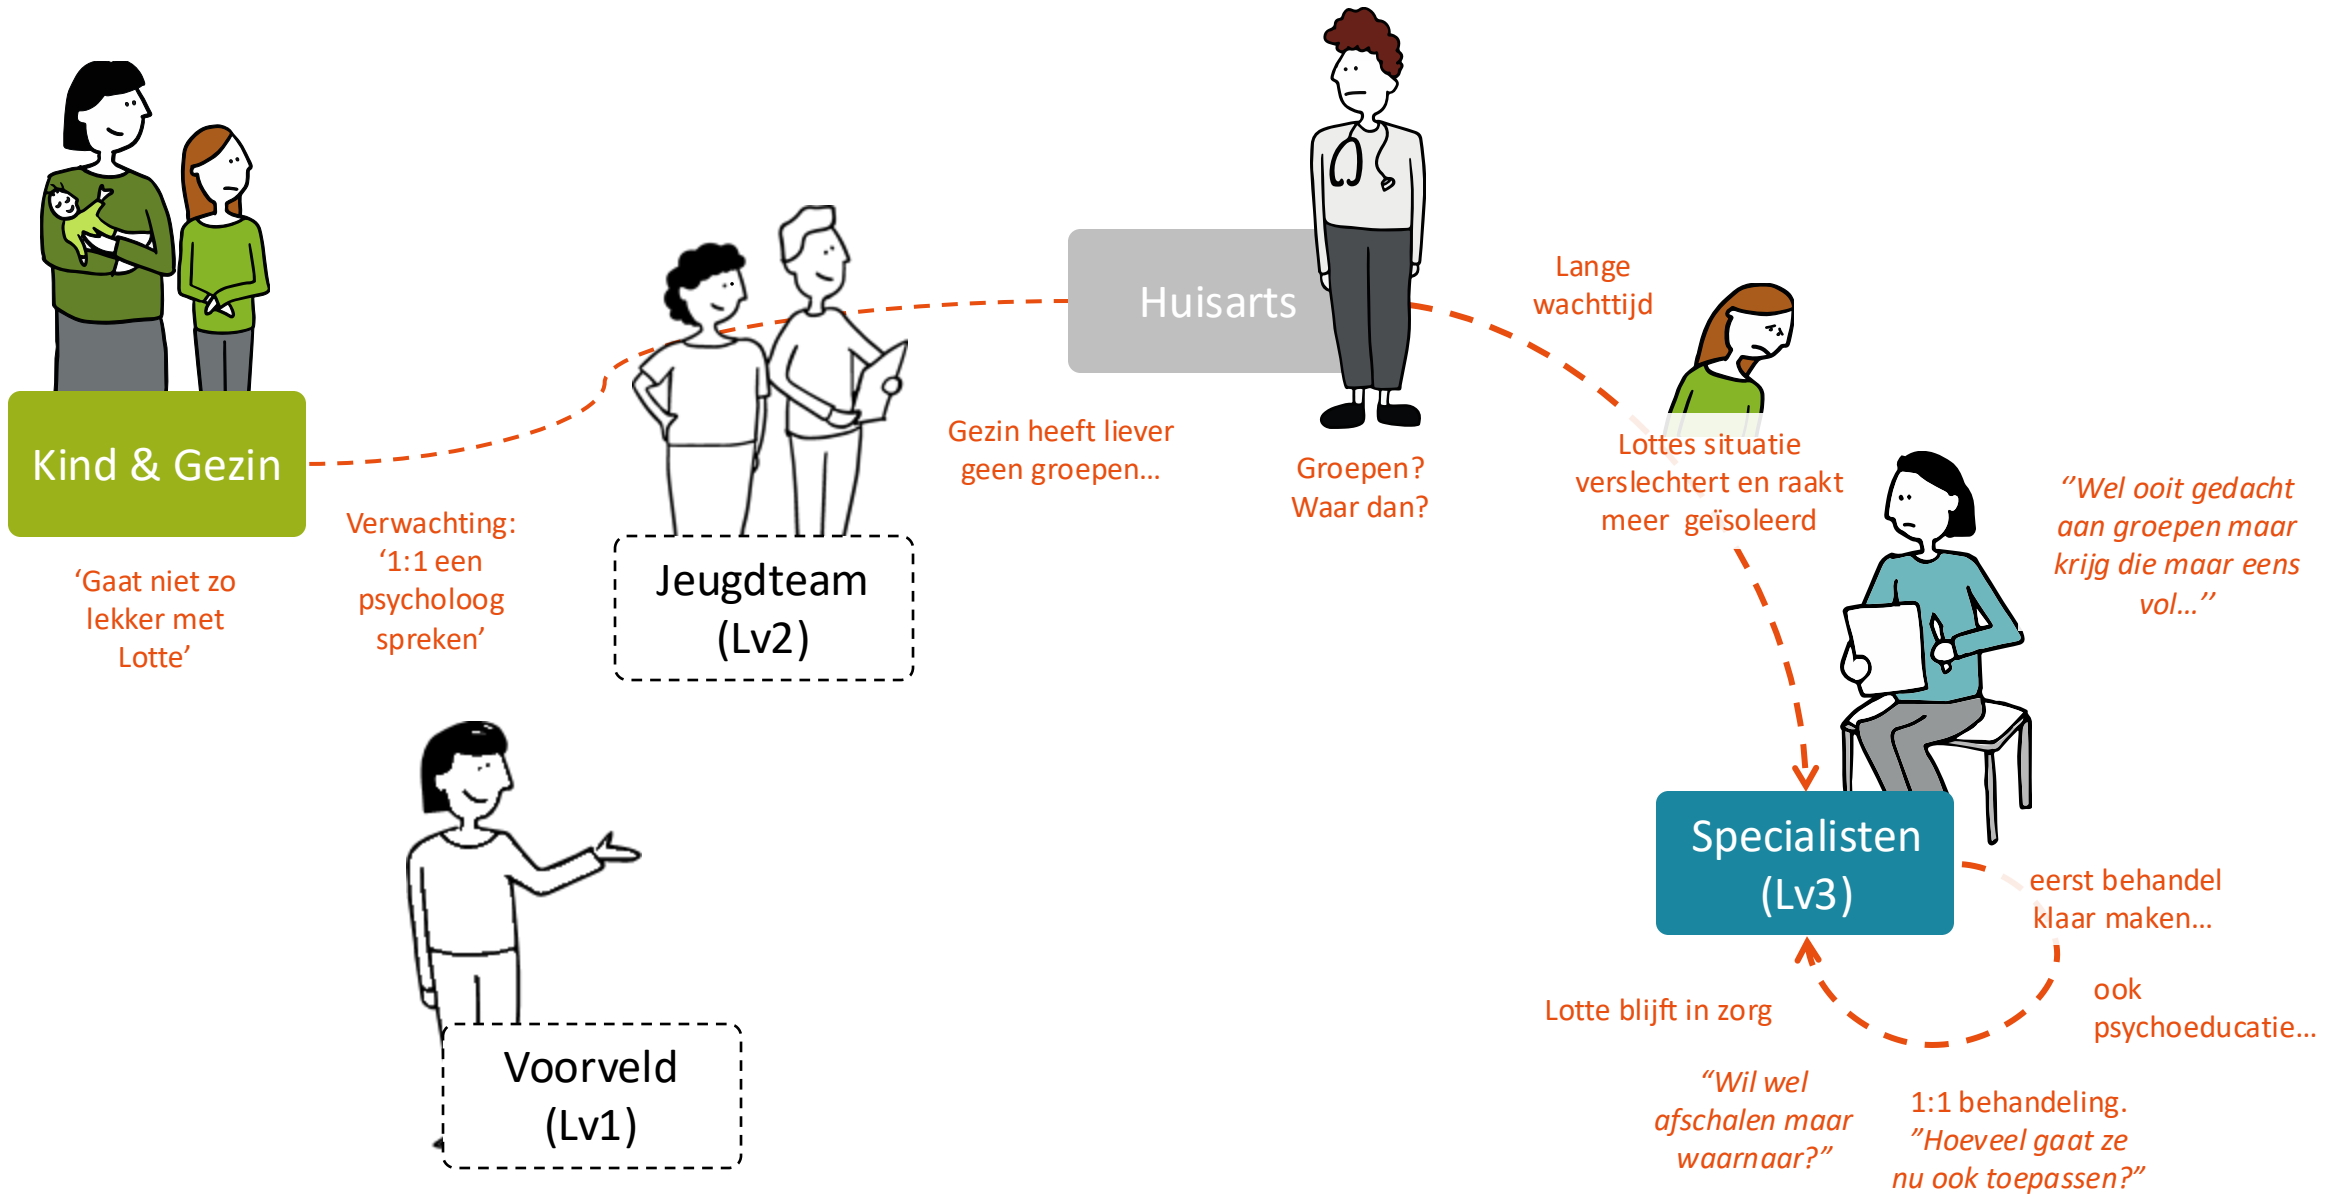 Kind & Gezin
‘Gaat niet zo
lekker met
Lotte’
Verwachting:
‘1:1 een
psycholoog
spreken’
Jeugdteam
(Lv2)
Voorveld
(Lv1)
Gezin heeft liever
geen groepen...
Huisarts
Groepen?
Waar dan?
Lange
wachttijd
Lottes situatie
verslechtert en raakt
meer geïsoleerd
‘’Wel ooit gedacht
aan groepen maar
krijg die maar eens
vol...’’
Specialisten
(Lv3)
eerst behandel
klaar maken...
ook
psychoeducatie...
1:1 behandeling.
”Hoeveel gaat ze
nu ook toepassen?”
Lotte blijft in zorg
“Wil wel
afschalen maar
waarnaar?”